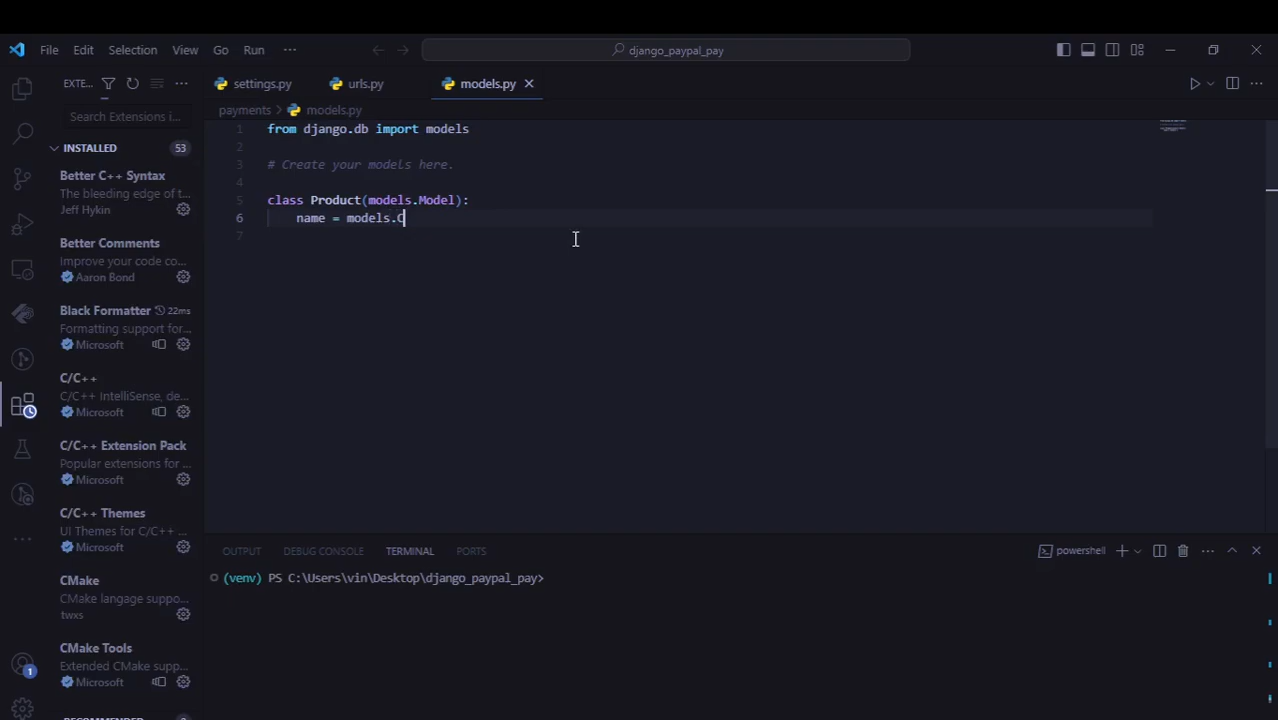 File Edit Selection View Go Run ··· django_paypal_pay
EXTE... settings.py urls.py models.py
payments > models.py
Search Extensions i
INSTALLED 53
Better C++ Syntax
The bleeding edge of t...
Jeff Hykin
Better Comments
Improve your code co...
Aaron Bond
Black Formatter 22ms
Formatting support for...
Microsoft
C/C++
C/C++ IntelliSense, de...
Microsoft
C/C++ Extension Pack
Popular extensions for ...
Microsoft
C/C++ Themes
UI Themes for C/C++ ...
Microsoft
CMake
CMake langage suppo...
twxs
CMake Tools
Extended CMake supp...
Microsoft
1
1 from django.db import models
2
3 # Create your models here.
4
5 class Product(models.Model):
6 name = models.C
7
OUTPUT DEBUG CONSOLE TERMINAL PORTS powershell
(venv) PS C:\Users\vin\Desktop\django_paypal_pay>